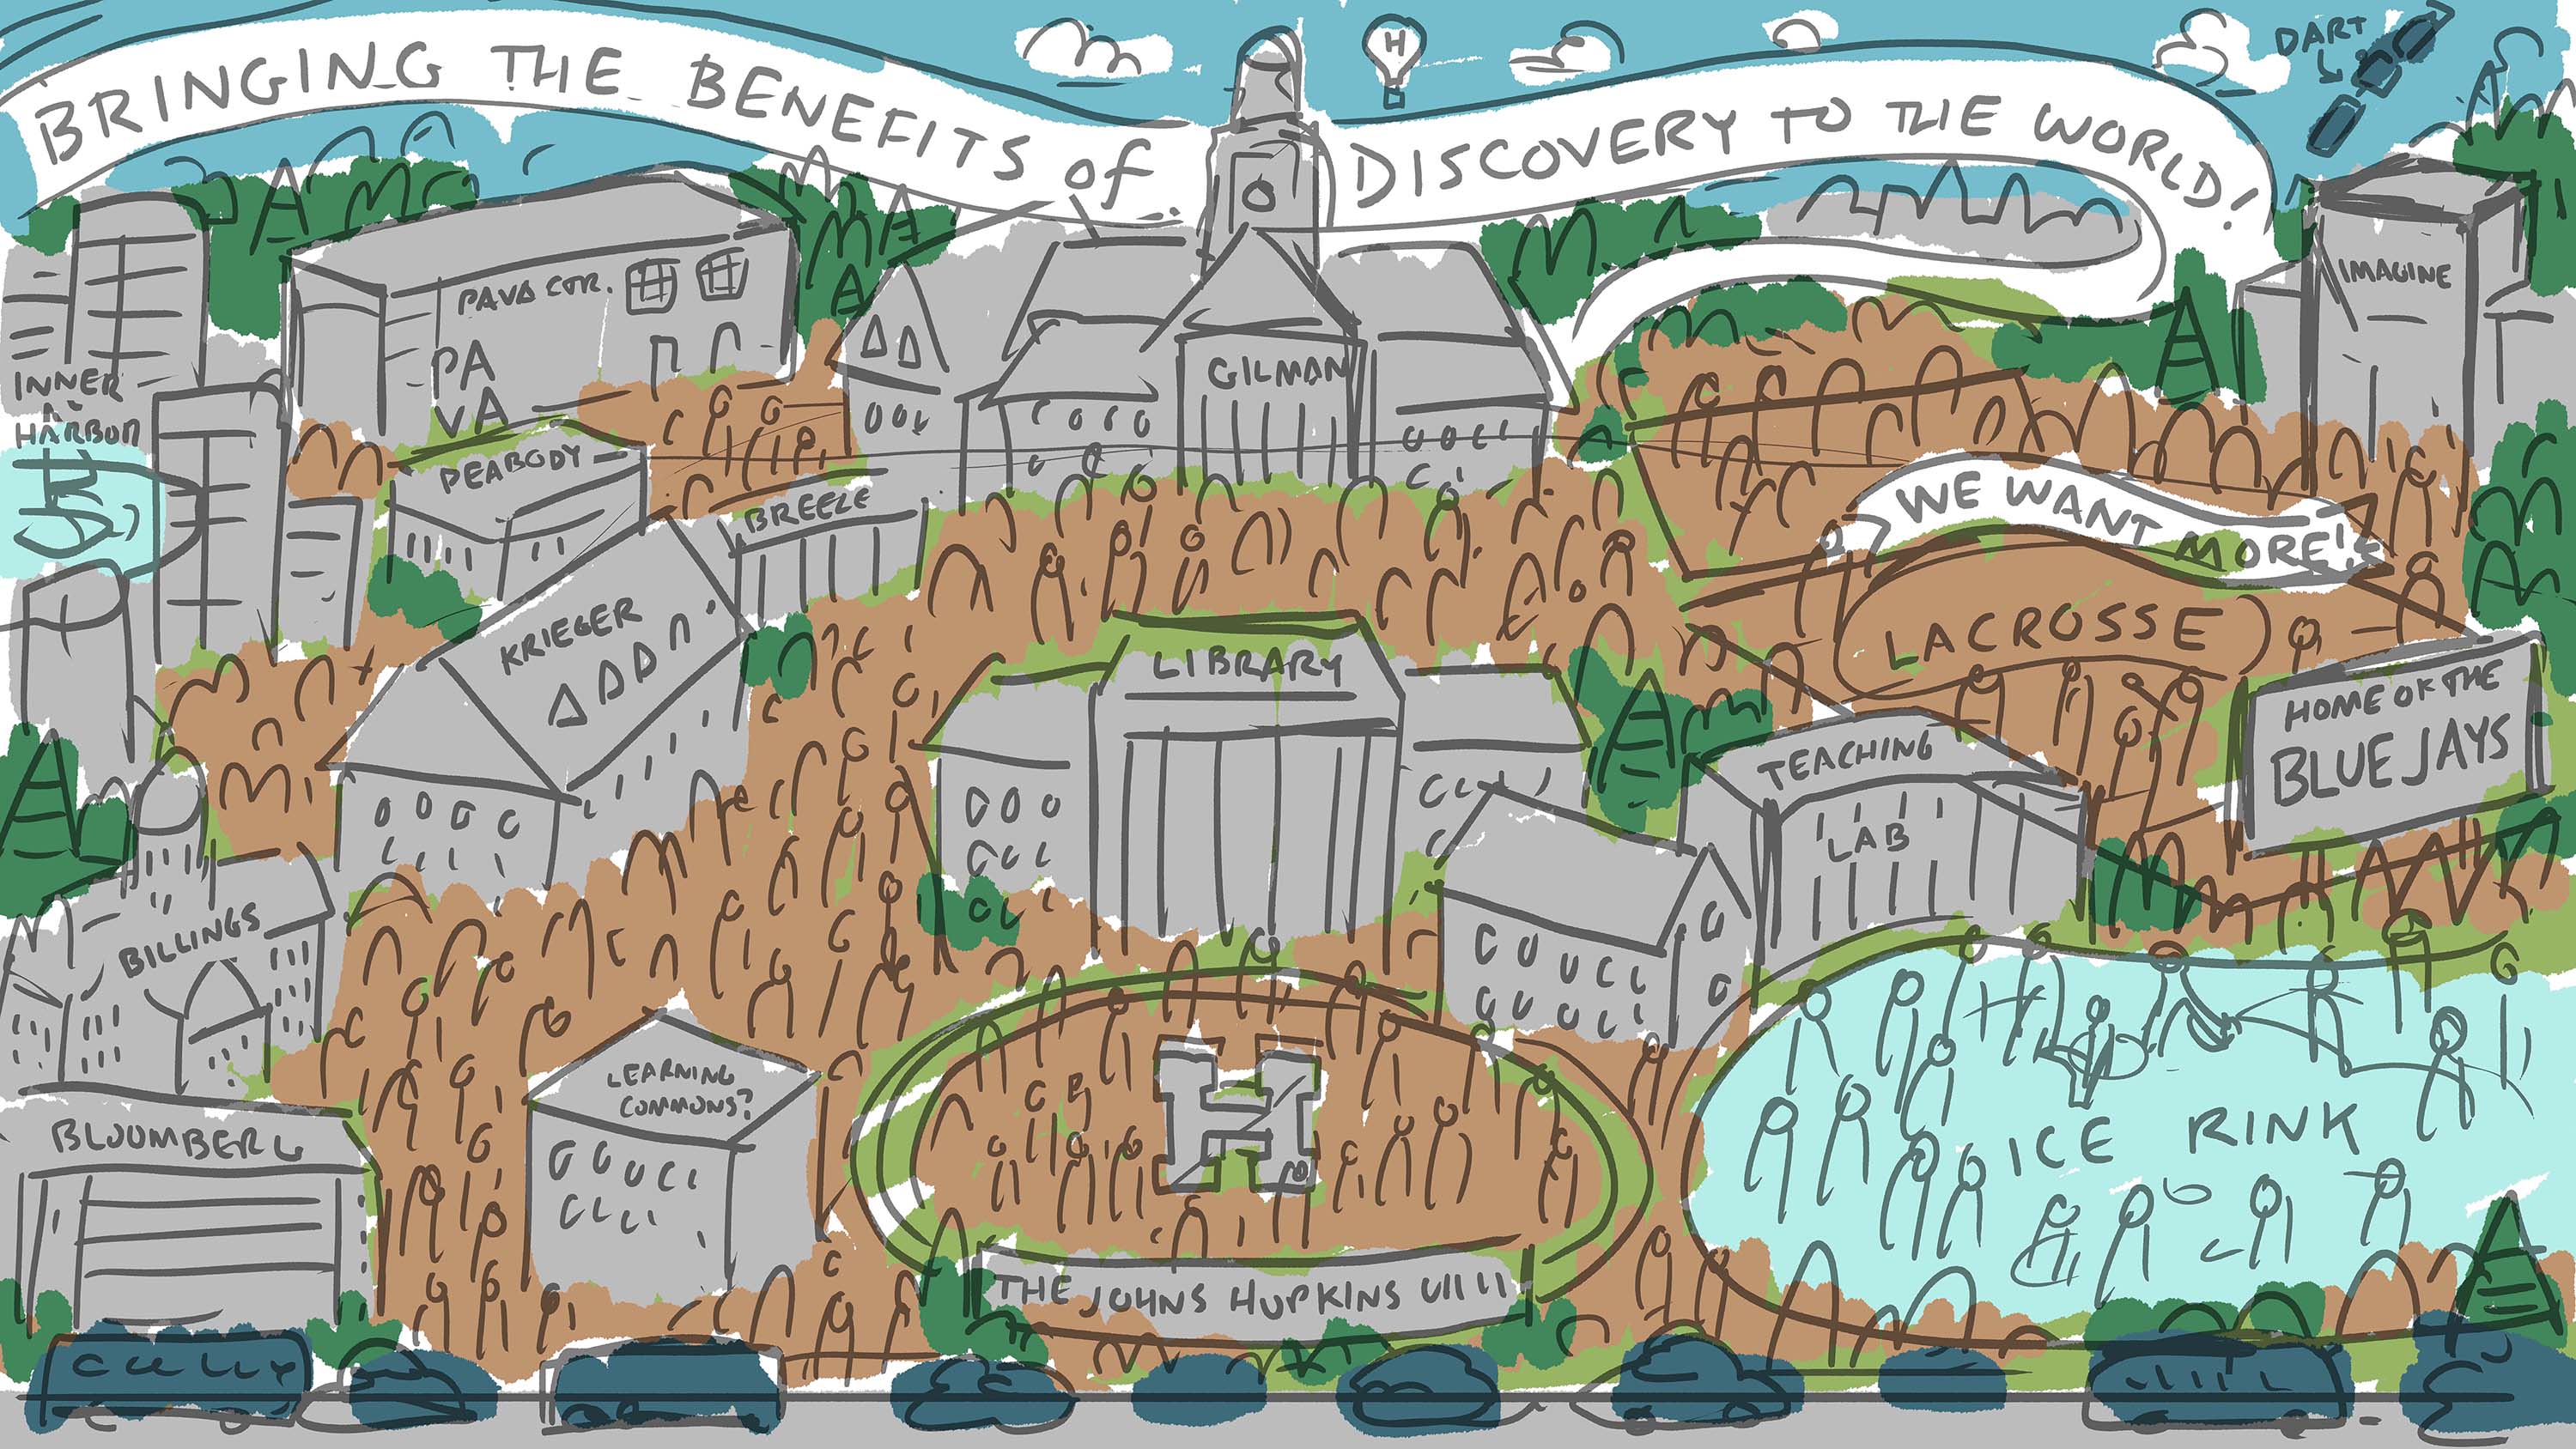 BRINGING THE BENEFITS of DISCOVERY TO THE WORLD!
H
DART
IMAGINE
PAVA CTR.
PA
VA
INNER
HARBOR
GILMAN
PEABODY
BREEZE
WE WANT MORE!
KRIEGER
LACROSSE
LIBRARY
HOME OF THE
BLUE JAYS
TEACHING
LAB
BILLINGS
LEARNING
COMMONS?
H
BLOOMBERG
ICE RINK
THE JOHNS HOPKINS